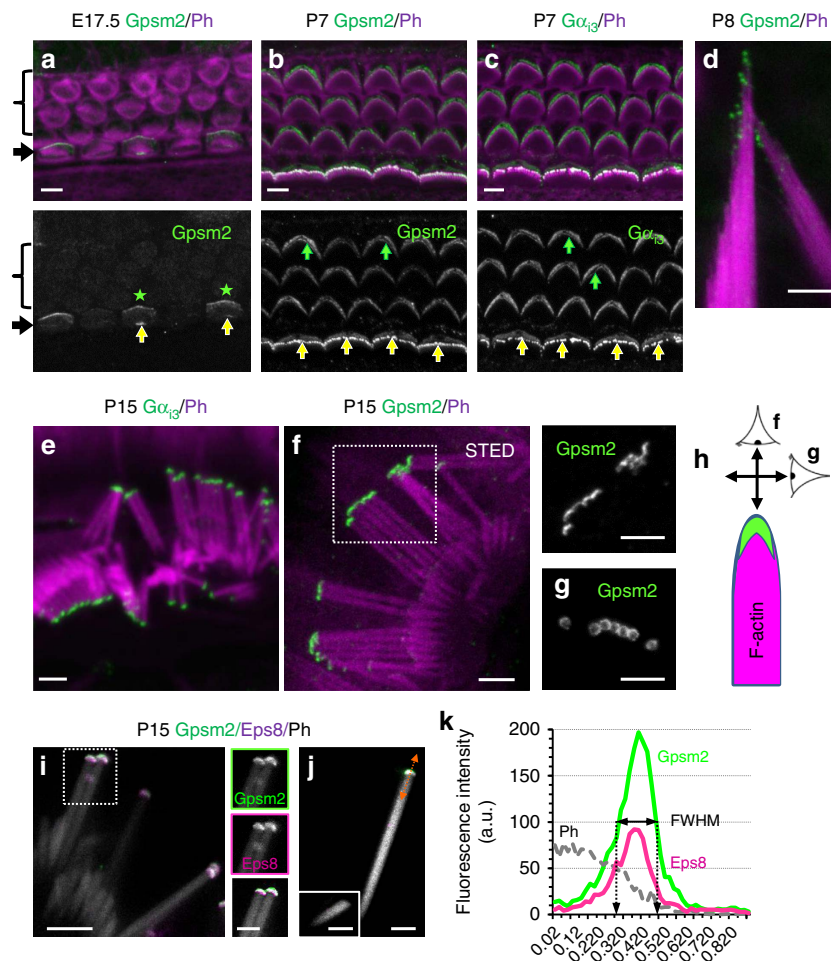 E17.5 Gpsm2/Ph
P7 Gpsm2/Ph
P7 Gαi3/Ph
P8 Gpsm2/Ph
a
b
c
d
Gpsm2
Gpsm2
Gαi3
P15 Gαi3/Ph
P15 Gpsm2/Ph
e
f
STED
Gpsm2
g
Gpsm2
h
f
g
F-actin
P15 Gpsm2/Eps8/Ph
i
Gpsm2
Eps8
j
k
Fluorescence intensity
(a.u.)
200
150
100
50
0
Gpsm2
Ph
FWHM
Eps8
0.02
0.12
0.220
0.320
0.420
0.520
0.620
0.720
0.820